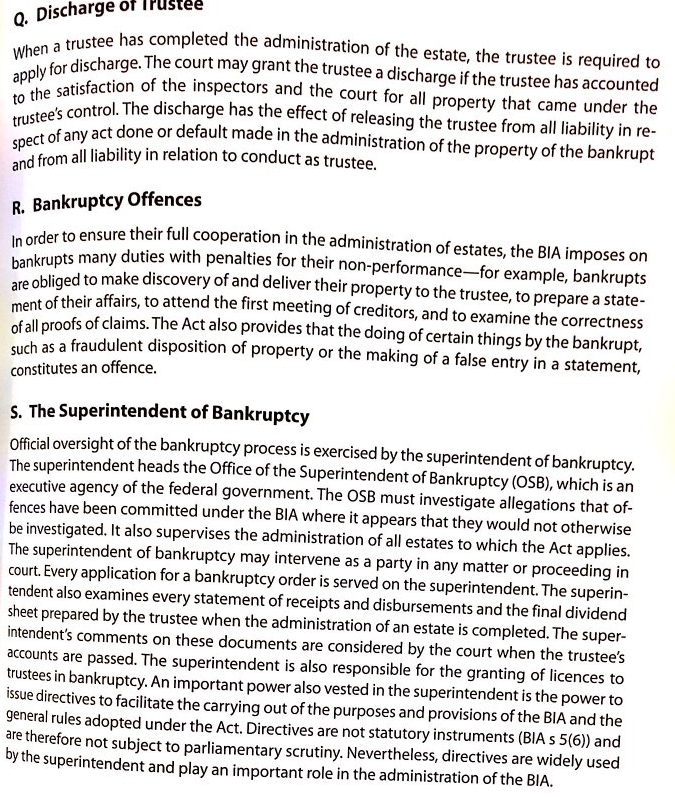 Q. Discharge of Trustee
When a trustee has completed the administration of the estate, the trustee is required to
apply for discharge. The court may grant the trustee a discharge if the trustee has accounted
to the satisfaction of the inspectors and the court for all property that came under the
trustee's control. The discharge has the effect of releasing the trustee from all liability in re-
spect of any act done or default made in the administration of the property of the bankrupt
and from all liability in relation to conduct as trustee.
R. Bankruptcy Offences
In order to ensure their full cooperation in the administration of estates, the BIA imposes on
bankrupts many duties with penalties for their non-performance—for example, bankrupts
are obliged to make discovery of and deliver their property to the trustee, to prepare a state-
ment of their affairs, to attend the first meeting of creditors, and to examine the correctness
of all proofs of claims. The Act also provides that the doing of certain things by the bankrupt,
such as a fraudulent disposition of property or the making of a false entry in a statement,
constitutes an offence.
S. The Superintendent of Bankruptcy
Official oversight of the bankruptcy process is exercised by the superintendent of bankruptcy.
The superintendent heads the Office of the Superintendent of Bankruptcy (OSB), which is an
executive agency of the federal government. The OSB must investigate allegations that of-
fences have been committed under the BIA where it appears that they would not otherwise
be investigated. It also supervises the administration of all estates to which the Act applies.
The superintendent of bankruptcy may intervene as a party in any matter or proceeding in
court. Every application for a bankruptcy order is served on the superintendent. The superin-
tendent also examines every statement of receipts and disbursements and the final dividend
sheet prepared by the trustee when the administration of an estate is completed. The super-
intendent's comments on these documents are considered by the court when the trustee's
accounts are passed. The superintendent is also responsible for the granting of licences to
trustees in bankruptcy. An important power also vested in the superintendent is the power to
issue directives to facilitate the carrying out of the purposes and provisions of the BIA and the
general rules adopted under the Act. Directives are not statutory instruments (BIA s 5(6)) and
are therefore not subject to parliamentary scrutiny. Nevertheless, directives are widely used
by the superintendent and play an important role in the administration of the BIA.